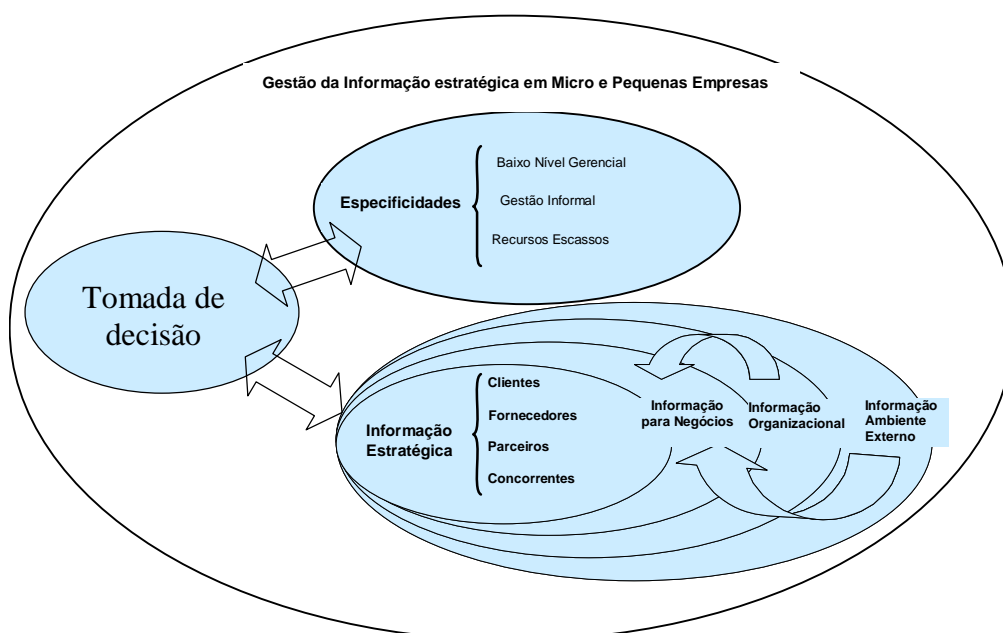 Gestão da Informação estratégica em Micro e Pequenas Empresas
Especificidades
Baixo Nível Gerencial
Gestão Informal
Recursos Escassos
Tomada de
decisão
Informação
Estratégica
Clientes
Fornecedores
Parceiros
Concorrentes
Informação
para Negócios
Informação
Organizacional
Informação
Ambiente
Externo